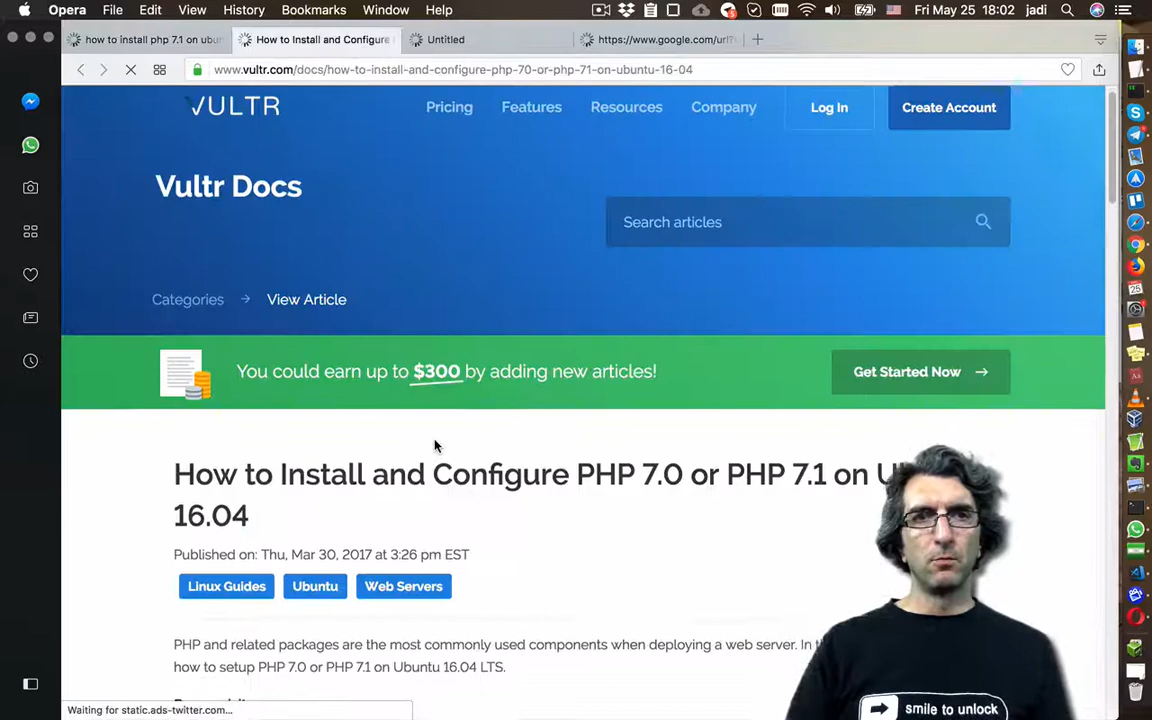 Opera File Edit View History Bookmarks Window Help Fri May 25 18:02 jadi
how to install php 7.1 on ubun How to Install and Configure Untitled https://www.google.com/url?
www.vultr.com/docs/how-to-install-and-configure-php-70-or-php-71-on-ubuntu-16-04
VULTR Pricing Features Resources Company Log In Create Account
Vultr Docs
Search articles
Categories → View Article
You could earn up to $300 by adding new articles! Get Started Now →
How to Install and Configure PHP 7.0 or PHP 7.1 on U
16.04
Published on: Thu, Mar 30, 2017 at 3:26 pm EST
Linux Guides Ubuntu Web Servers
PHP and related packages are the most commonly used components when deploying a web server. In
how to setup PHP 7.0 or PHP 7.1 on Ubuntu 16.04 LTS.
Waiting for static.ads-twitter.com...
smile to unlock